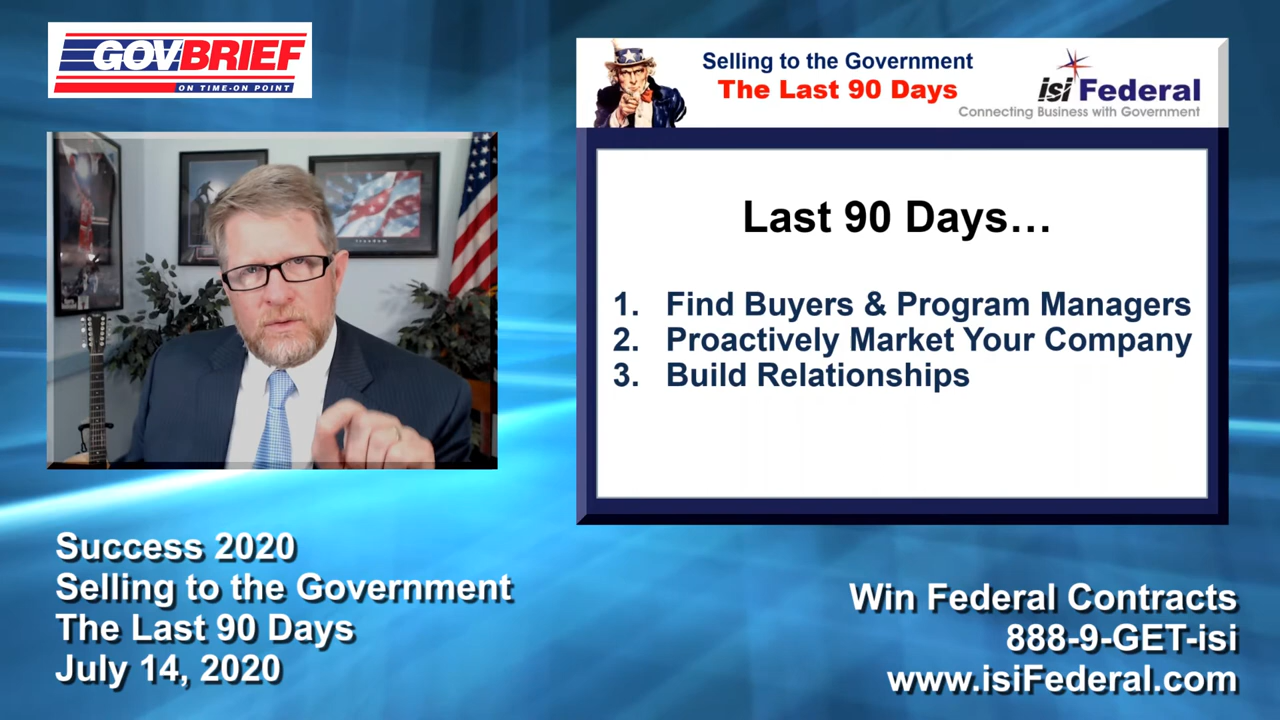 GOVBRIEF
ON TIME-ON POINT
freedom
Selling to the Government
The Last 90 Days
isi Federal
Connecting Business with Government
Last 90 Days…
1. Find Buyers & Program Managers
2. Proactively Market Your Company
3. Build Relationships
Success 2020
Selling to the Government
The Last 90 Days
July 14, 2020
Win Federal Contracts
888-9-GET-isi
www.isiFederal.com